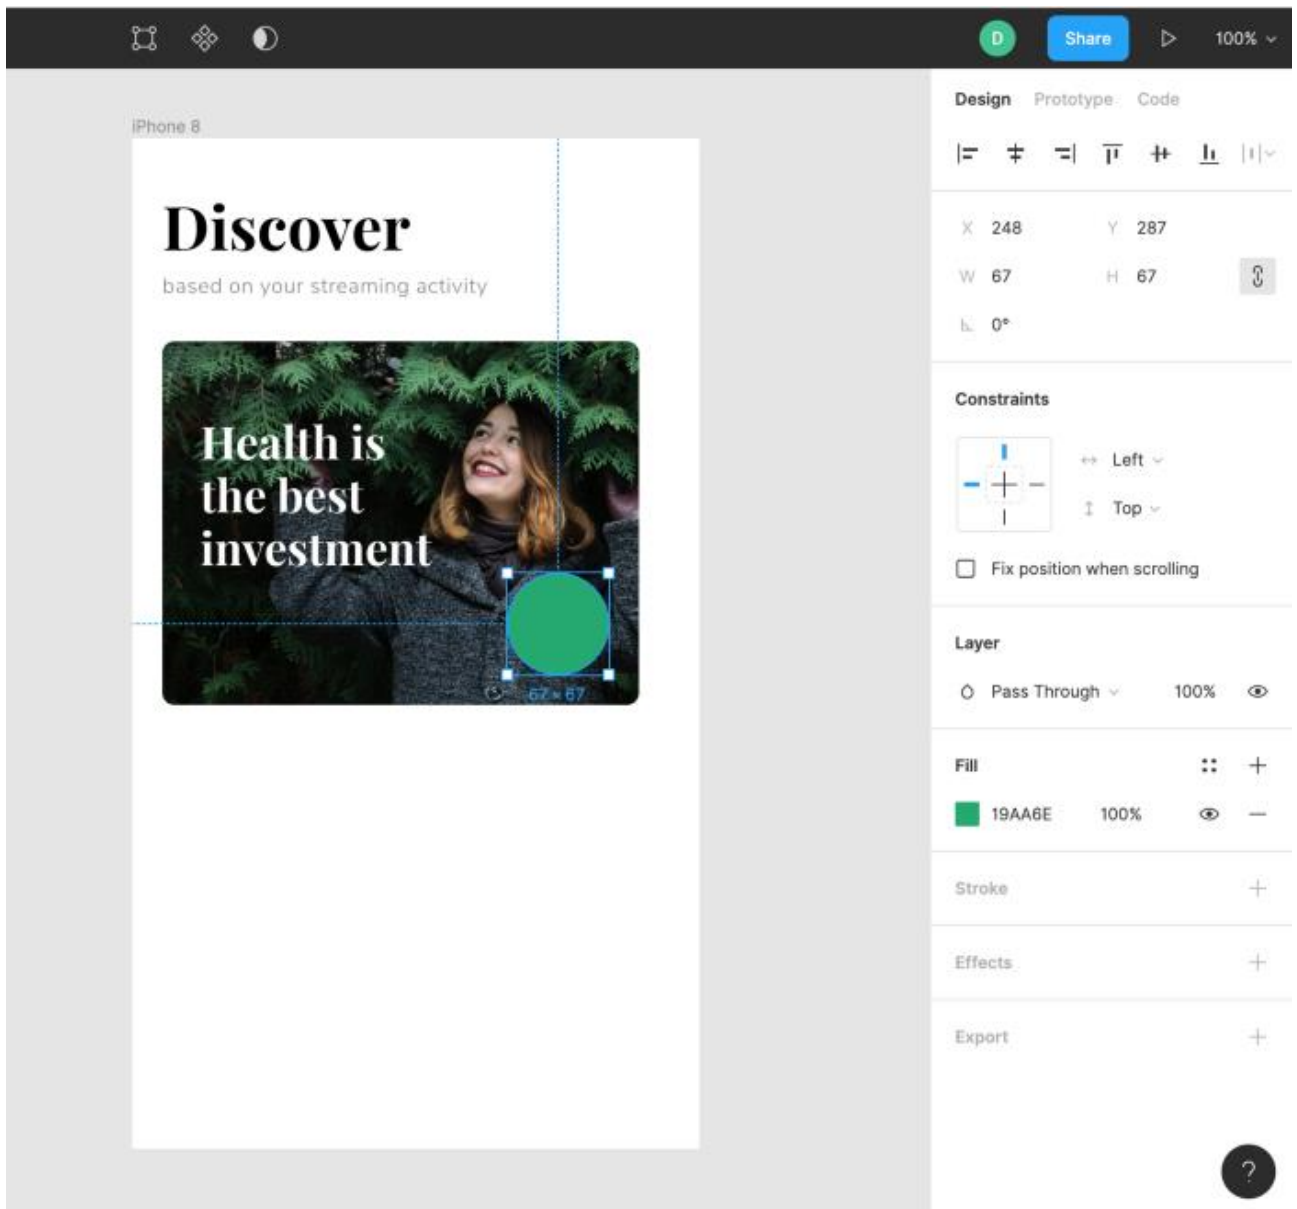 D Share 100%
Design Prototype Code
iPhone 8
Discover
based on your streaming activity
Health is
the best
investment
67 × 67
X 248 Y 287
W 67 H 67
0°
Constraints
Left
Top
Fix position when scrolling
Layer
Pass Through 100%
Fill
19AA6E 100%
Stroke
Effects
Export
?